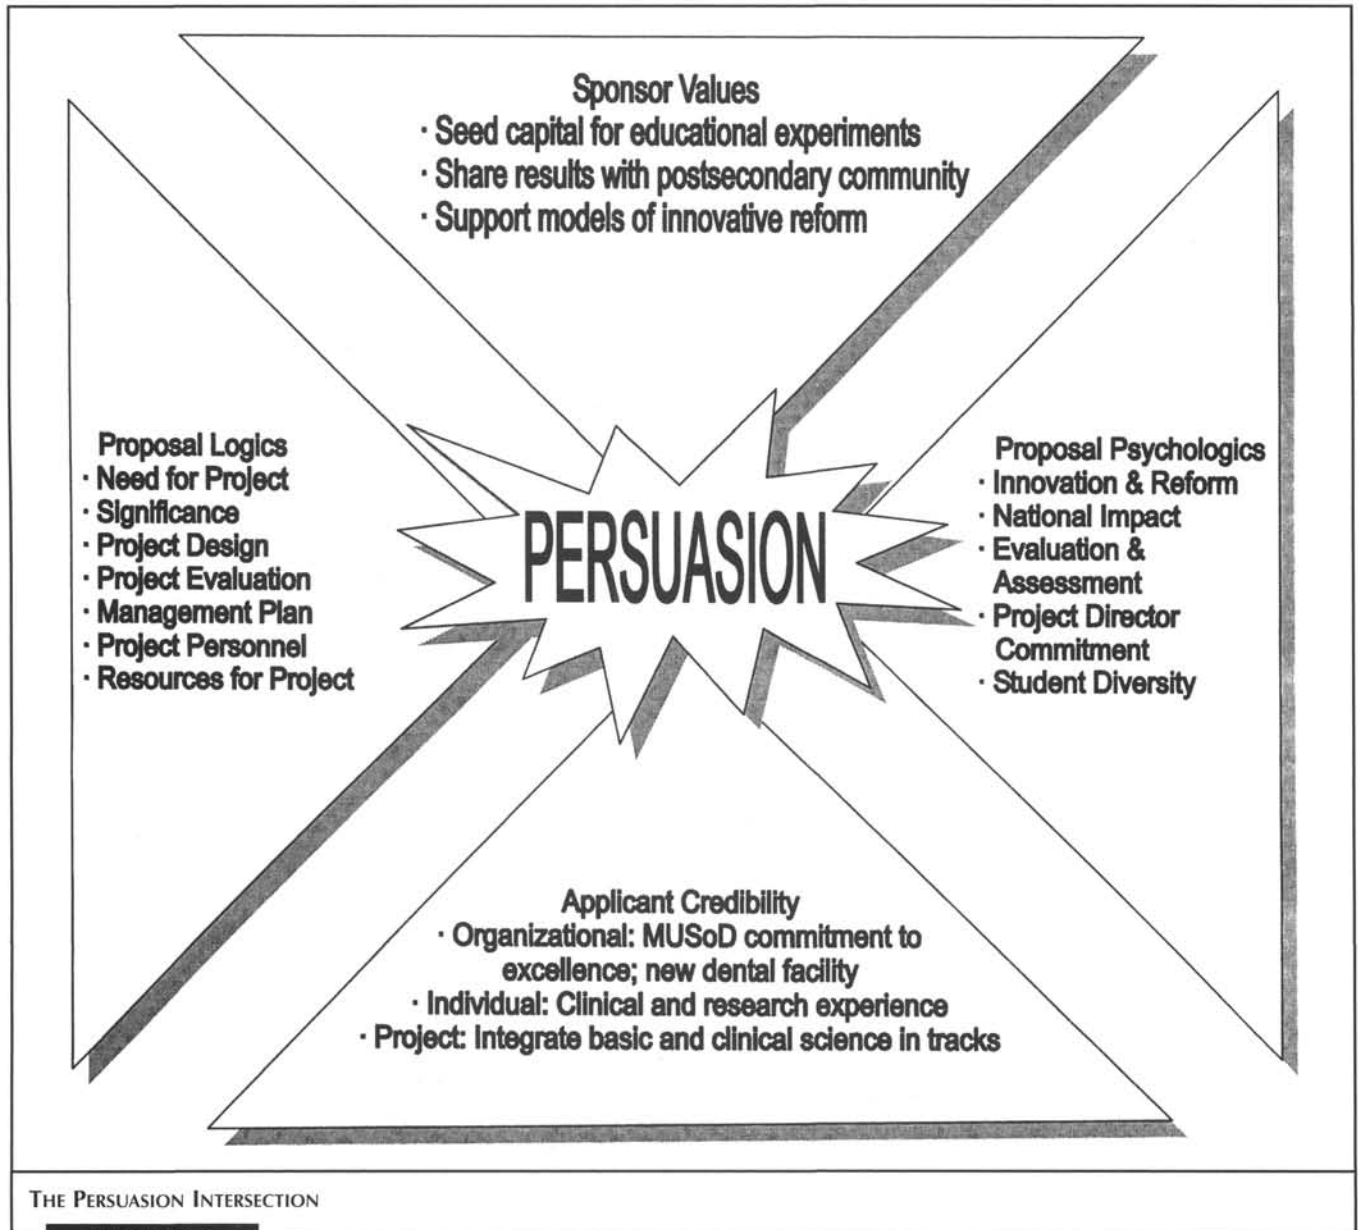 Sponsor Values
· Seed capital for educational experiments
· Share results with postsecondary community
· Support models of innovative reform
Proposal Logics
· Need for Project
· Significance
· Project Design
· Project Evaluation
· Management Plan
· Project Personnel
· Resources for Project
PERSUASION
Proposal Psychologics
· Innovation & Reform
· National Impact
· Evaluation &
Assessment
· Project Director
Commitment
· Student Diversity
Applicant Credibility
· Organizational: MUSoD commitment to
excellence; new dental facility
· Individual: Clinical and research experience
· Project: Integrate basic and clinical science in tracks
THE PERSUASION INTERSECTION